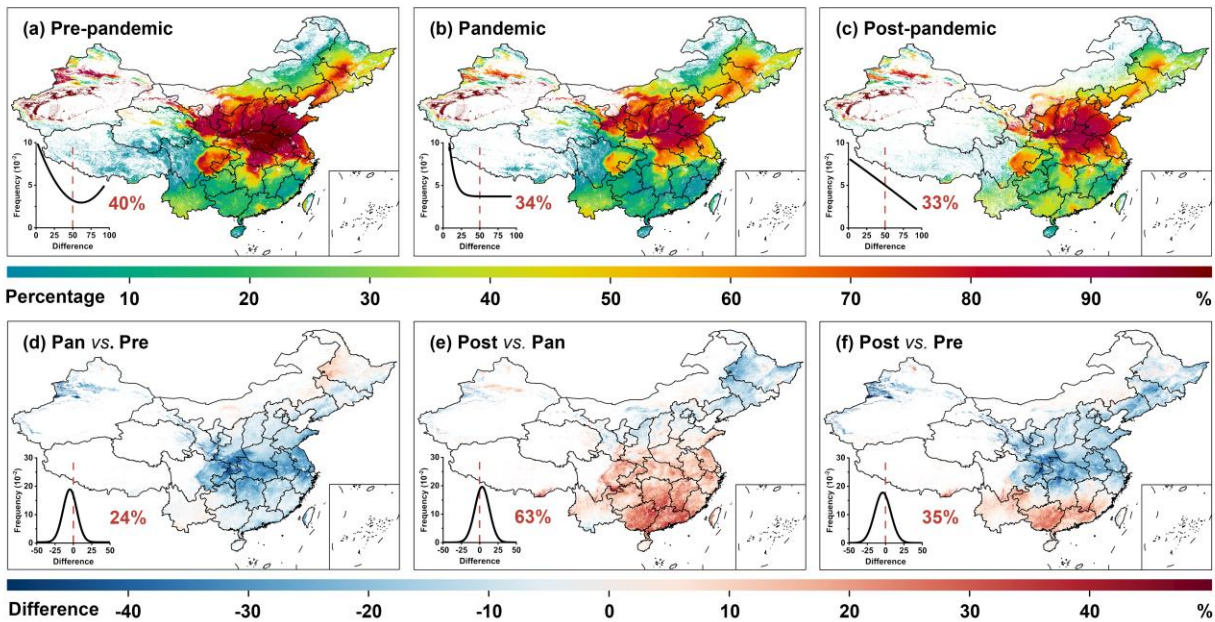 (a) Pre-pandemic
Frequency (10⁻²)
10
5
0
0 25 50 75 100
Difference
40%
(b) Pandemic
Frequency (10⁻²)
10
5
0
0 25 50 75 100
Difference
34%
(c) Post-pandemic
Frequency (10⁻²)
10
5
0
0 25 50 75 100
Difference
33%
Percentage 10 20 30 40 50 60 70 80 90 %
(d) Pan vs. Pre
Frequency (10⁻²)
30
20
10
0
-50 -25 0 25 50
Difference
24%
(e) Post vs. Pan
Frequency (10⁻²)
30
20
10
0
-50 -25 0 25 50
Difference
63%
(f) Post vs. Pre
Frequency (10⁻²)
30
20
10
0
-50 -25 0 25 50
Difference
35%
Difference -40 -30 -20 -10 0 10 20 30 40 %